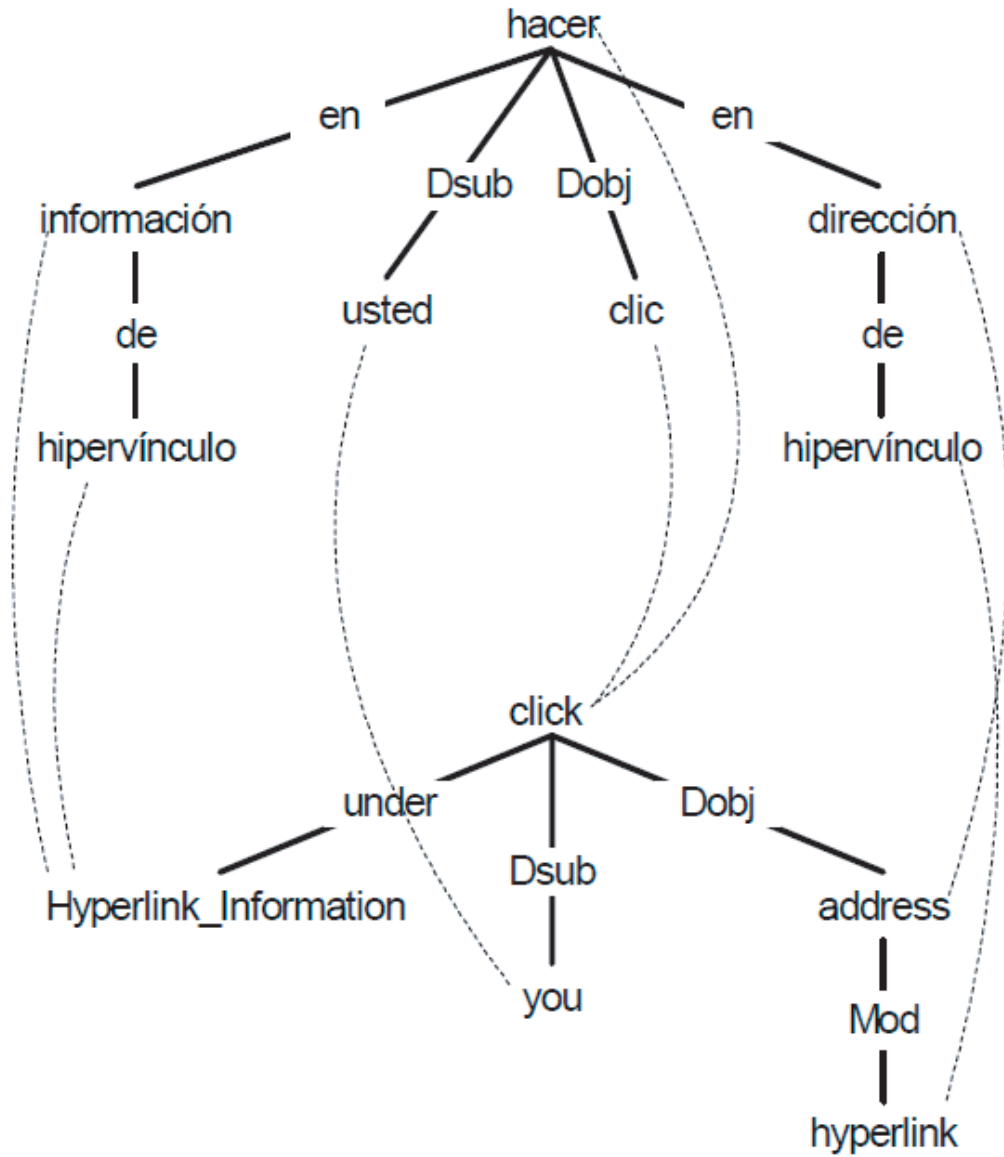 hacer
en en
Dsub Dobj
información dirección
usted clic
de de
hipervínculo hipervínculo
click
under Dobj
Dsub
Hyperlink_Information address
you
Mod
hyperlink